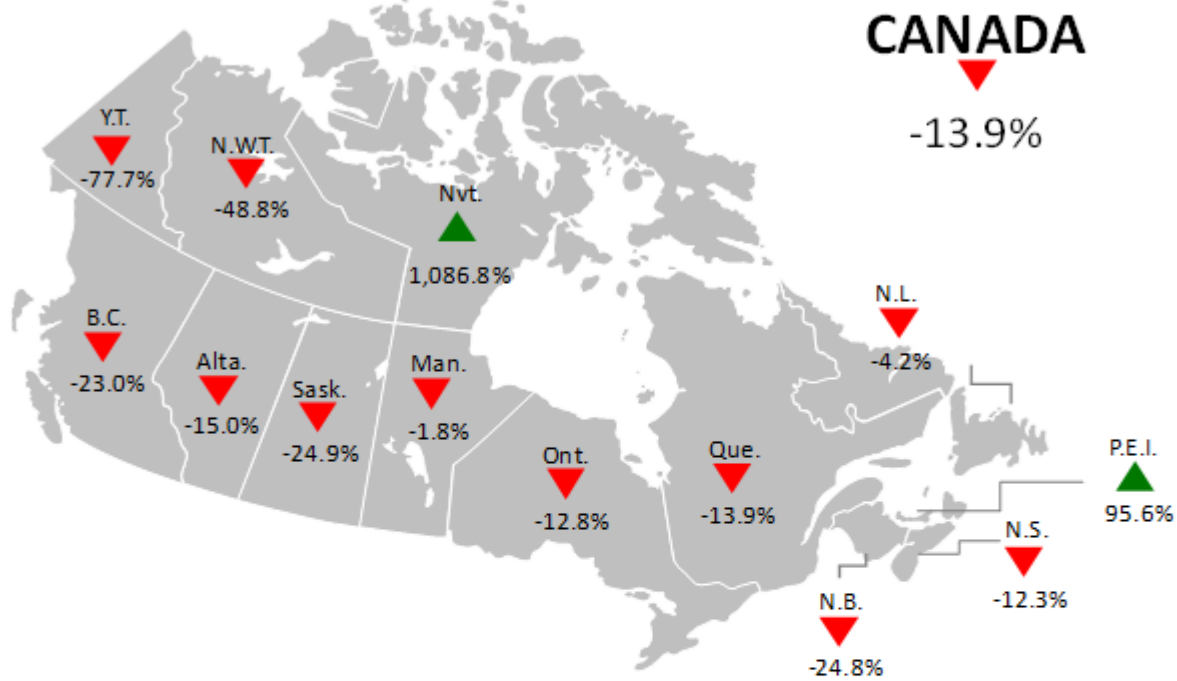 CANADA
-13.9%
Y.T.
-77.7%
N.W.T.
-48.8%
Nvt.
1,086.8%
B.C.
-23.0%
Alta.
-15.0%
Sask.
-24.9%
Man.
-1.8%
Ont.
-12.8%
Que.
-13.9%
N.L.
-4.2%
P.E.I.
95.6%
N.S.
-12.3%
N.B.
-24.8%